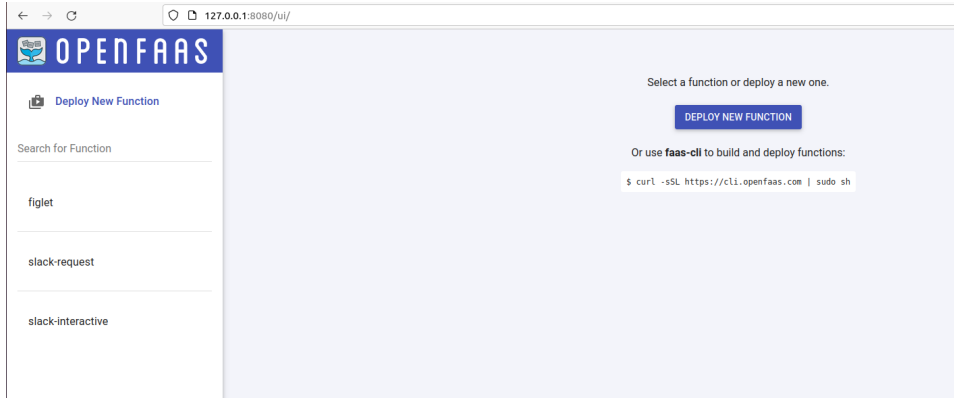 127.0.0.1:8080/ui/
OPENFAAS
Deploy New Function
Search for Function
figlet
slack-request
slack-interactive
Select a function or deploy a new one.
DEPLOY NEW FUNCTION
Or use faas-cli to build and deploy functions:
$ curl -sSL https://cli.openfaas.com | sudo sh